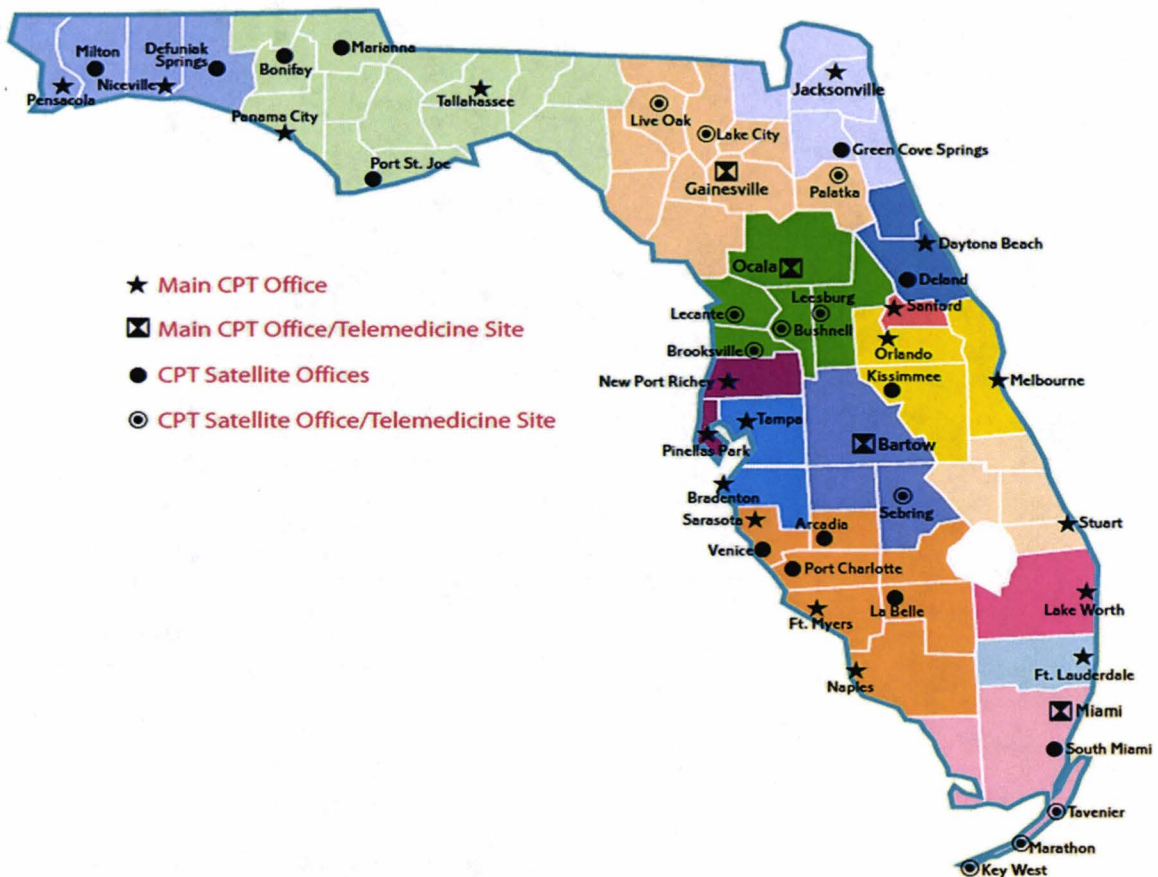 Milton
Defuniak
Springs
Marianna
Bonifay
Pensacola
Niceville
Tallahassee
Panama City
Port St. Joe
Jacksonville
Live Oak
Lake City
Green Cove Springs
Gainesville
Palatka
Daytona Beach
Ocala
Deland
Leesburg
Lecante
Sanford
Bushnell
Brooksville
Orlando
New Port Richey
Kissimmee
Melbourne
Tampa
Pinellas Park
Bartow
Bradenton
Sebring
Sarasota
Arcadia
Stuart
Venice
Port Charlotte
La Belle
Lake Worth
Ft. Myers
Ft. Lauderdale
Naples
Miami
South Miami
Tavenier
Marathon
Key West
Main CPT Office
Main CPT Office/Telemedicine Site
CPT Satellite Offices
CPT Satellite Office/Telemedicine Site